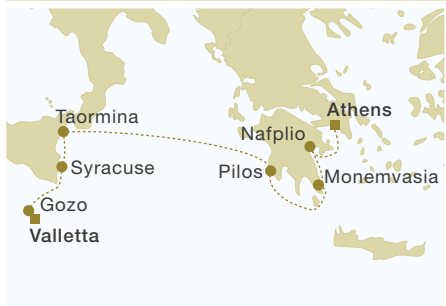 Taormina
Athens
Nafplio
Syracuse
Pilos
Monemvasia
Gozo
Valletta